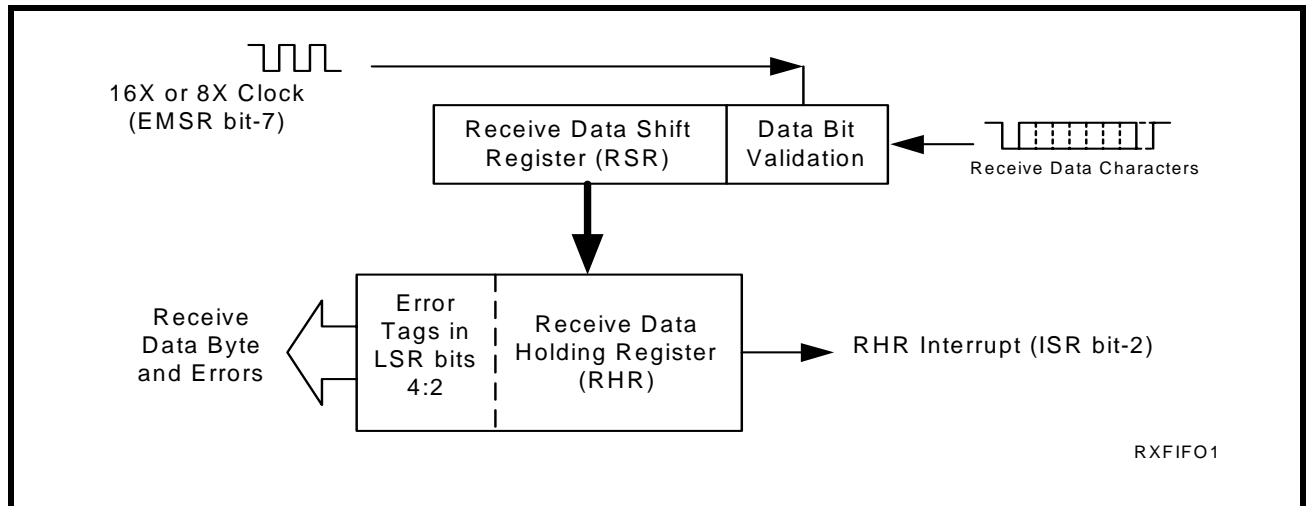 16X or 8X Clock
(EMSR bit-7)
Receive Data Shift
Register (RSR)
Data Bit
Validation
Receive Data Characters
Receive
Data Byte
and Errors
Error
Tags in
LSR bits
4:2
Receive Data
Holding Register
(RHR)
RHR Interrupt (ISR bit-2)
RXFIFO1